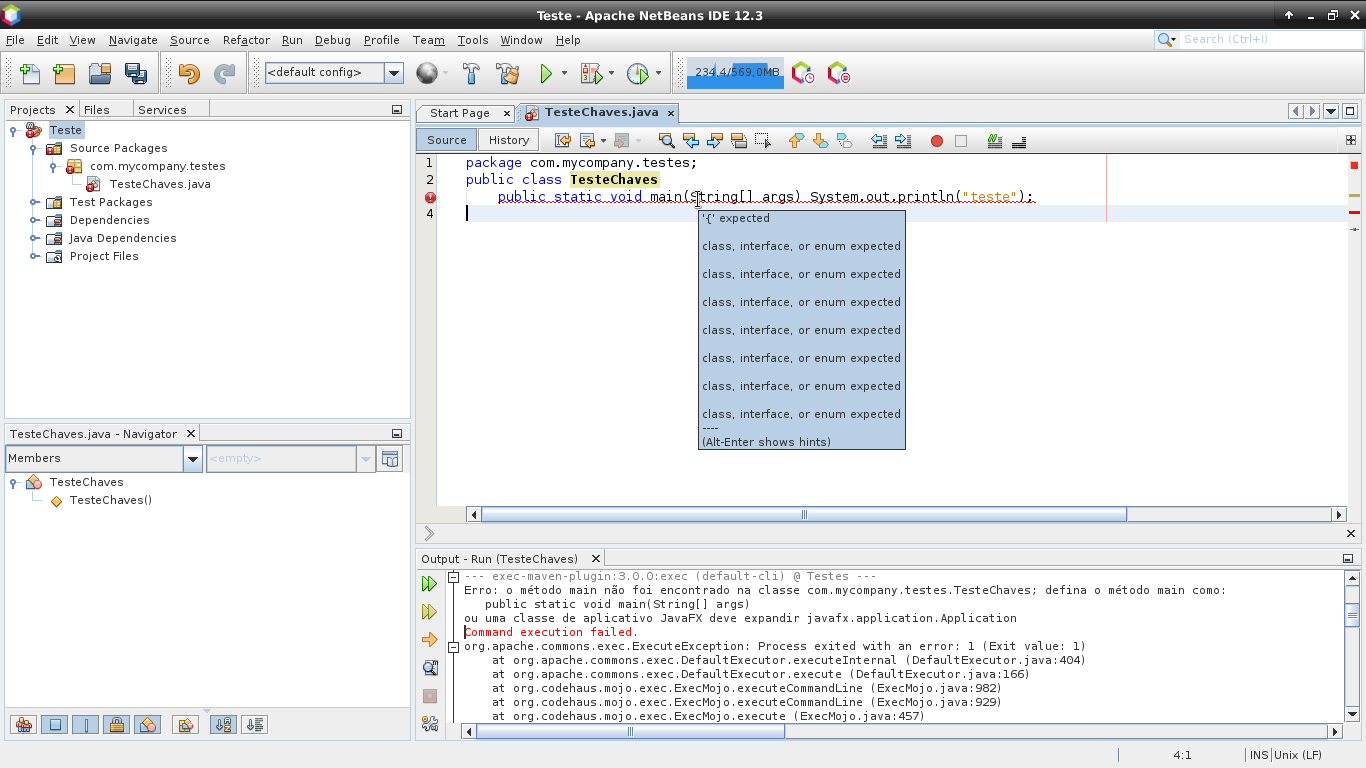 Teste - Apache NetBeans IDE 12.3
File Edit View Navigate Source Refactor Run Debug Profile Team Tools Window Help
Search (Ctrl+I)
<default config>
234,4/569,0MB
Projects Files Services
Teste
Source Packages
com.mycompany.testes
TesteChaves.java
Test Packages
Dependencies
Java Dependencies
Project Files
TesteChaves.java - Navigator
Members
<empty>
TesteChaves
TesteChaves()
Start Page TesteChaves.java
Source History
1 package com.mycompany.testes;
2 public class TesteChaves
public static void main(String[] args) System.out.println("teste");
4
'{' expected
class, interface, or enum expected
class, interface, or enum expected
class, interface, or enum expected
class, interface, or enum expected
class, interface, or enum expected
class, interface, or enum expected
class, interface, or enum expected
----
(Alt-Enter shows hints)
Output - Run (TesteChaves)
--- exec-maven-plugin:3.0.0:exec (default-cli) @ Testes ---
Erro: o método main não foi encontrado na classe com.mycompany.testes.TesteChaves; defina o método main como:
public static void main(String[] args)
ou uma classe de aplicativo JavaFX deve expandir javafx.application.Application
Command execution failed.
org.apache.commons.exec.ExecuteException: Process exited with an error: 1 (Exit value: 1)
at org.apache.commons.exec.DefaultExecutor.executeInternal (DefaultExecutor.java:404)
at org.apache.commons.exec.DefaultExecutor.execute (DefaultExecutor.java:166)
at org.codehaus.mojo.exec.ExecMojo.executeCommandLine (ExecMojo.java:982)
at org.codehaus.mojo.exec.ExecMojo.executeCommandLine (ExecMojo.java:929)
at org.codehaus.mojo.exec.ExecMojo.execute (ExecMojo.java:457)
4:1 INS Unix (LF)